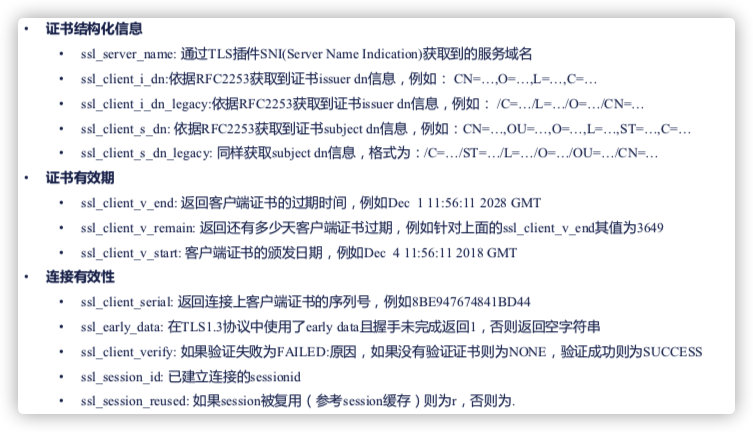 • 证书结构化信息
• ssl_server_name: 通过TLS插件SNI(Server Name Indication)获取到的服务域名
• ssl_client_i_dn:依据RFC2253获取到证书issuer dn信息，例如： CN=…,O=…,L=…,C=…
• ssl_client_i_dn_legacy:依据RFC2253获取到证书issuer dn信息，例如： /C=…/L=…/O=…/CN=…
• ssl_client_s_dn: 依据RFC2253获取到证书subject dn信息，例如：CN=…,OU=…,O=…,L=…,ST=…,C=…
• ssl_client_s_dn_legacy: 同样获取subject dn信息，格式为：/C=…/ST=…/L=…/O=…/OU=…/CN=…
• 证书有效期
• ssl_client_v_end: 返回客户端证书的过期时间，例如Dec  1 11:56:11 2028 GMT
• ssl_client_v_remain: 返回还有多少天客户端证书过期，例如针对上面的ssl_client_v_end其值为3649
• ssl_client_v_start: 客户端证书的颁发日期，例如Dec  4 11:56:11 2018 GMT
• 连接有效性
• ssl_client_serial: 返回连接上客户端证书的序列号，例如8BE947674841BD44
• ssl_early_data: 在TLS1.3协议中使用了early data且握手未完成返回1，否则返回空字符串
• ssl_client_verify: 如果验证失败为FAILED:原因，如果没有验证证书则为NONE，验证成功则为SUCCESS
• ssl_session_id: 已建立连接的sessionid
• ssl_session_reused: 如果session被复用（参考session缓存）则为r，否则为.